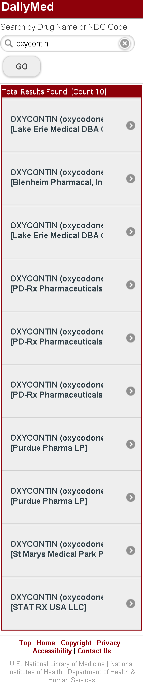 DailyMed
Search by Drug Name or NDC Code
oxycontin
GO
Total Results Found: [Count 10]
OXYCONTIN (oxycodone
[Lake Erie Medical DBA
OXYCONTIN (oxycodone
[Blenheim Pharmacal, In
OXYCONTIN (oxycodone
[Lake Erie Medical DBA
OXYCONTIN (oxycodone
[PD-Rx Pharmaceuticals
OXYCONTIN (oxycodone
[PD-Rx Pharmaceuticals
OXYCONTIN (oxycodone
[PD-Rx Pharmaceuticals
OXYCONTIN (oxycodone
[Purdue Pharma LP]
OXYCONTIN (oxycodone
[Purdue Pharma LP]
OXYCONTIN (oxycodone
[St Marys Medical Park P
OXYCONTIN (oxycodone
[STAT RX USA LLC]
Top Home Copyright Privacy
Accessibility | Contact Us
U.S. National Library of Medicine | National
Institutes of Health | Department of Health &
Human Services